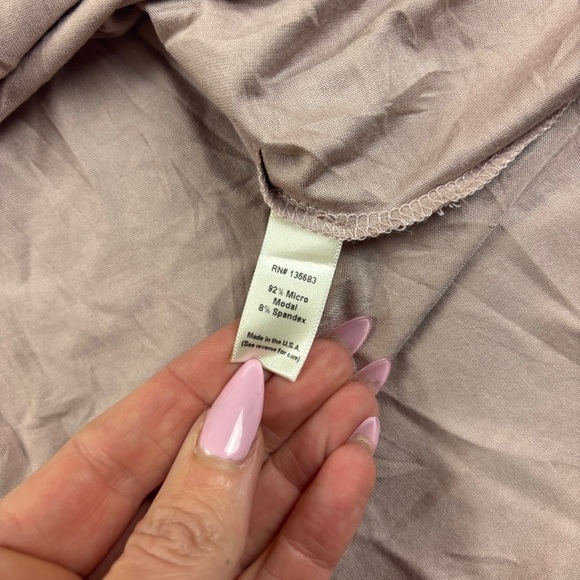 RN# 135683
92% Micro
Modal
8% Spandex
Made in the U.S.A.
(See reverse for care)